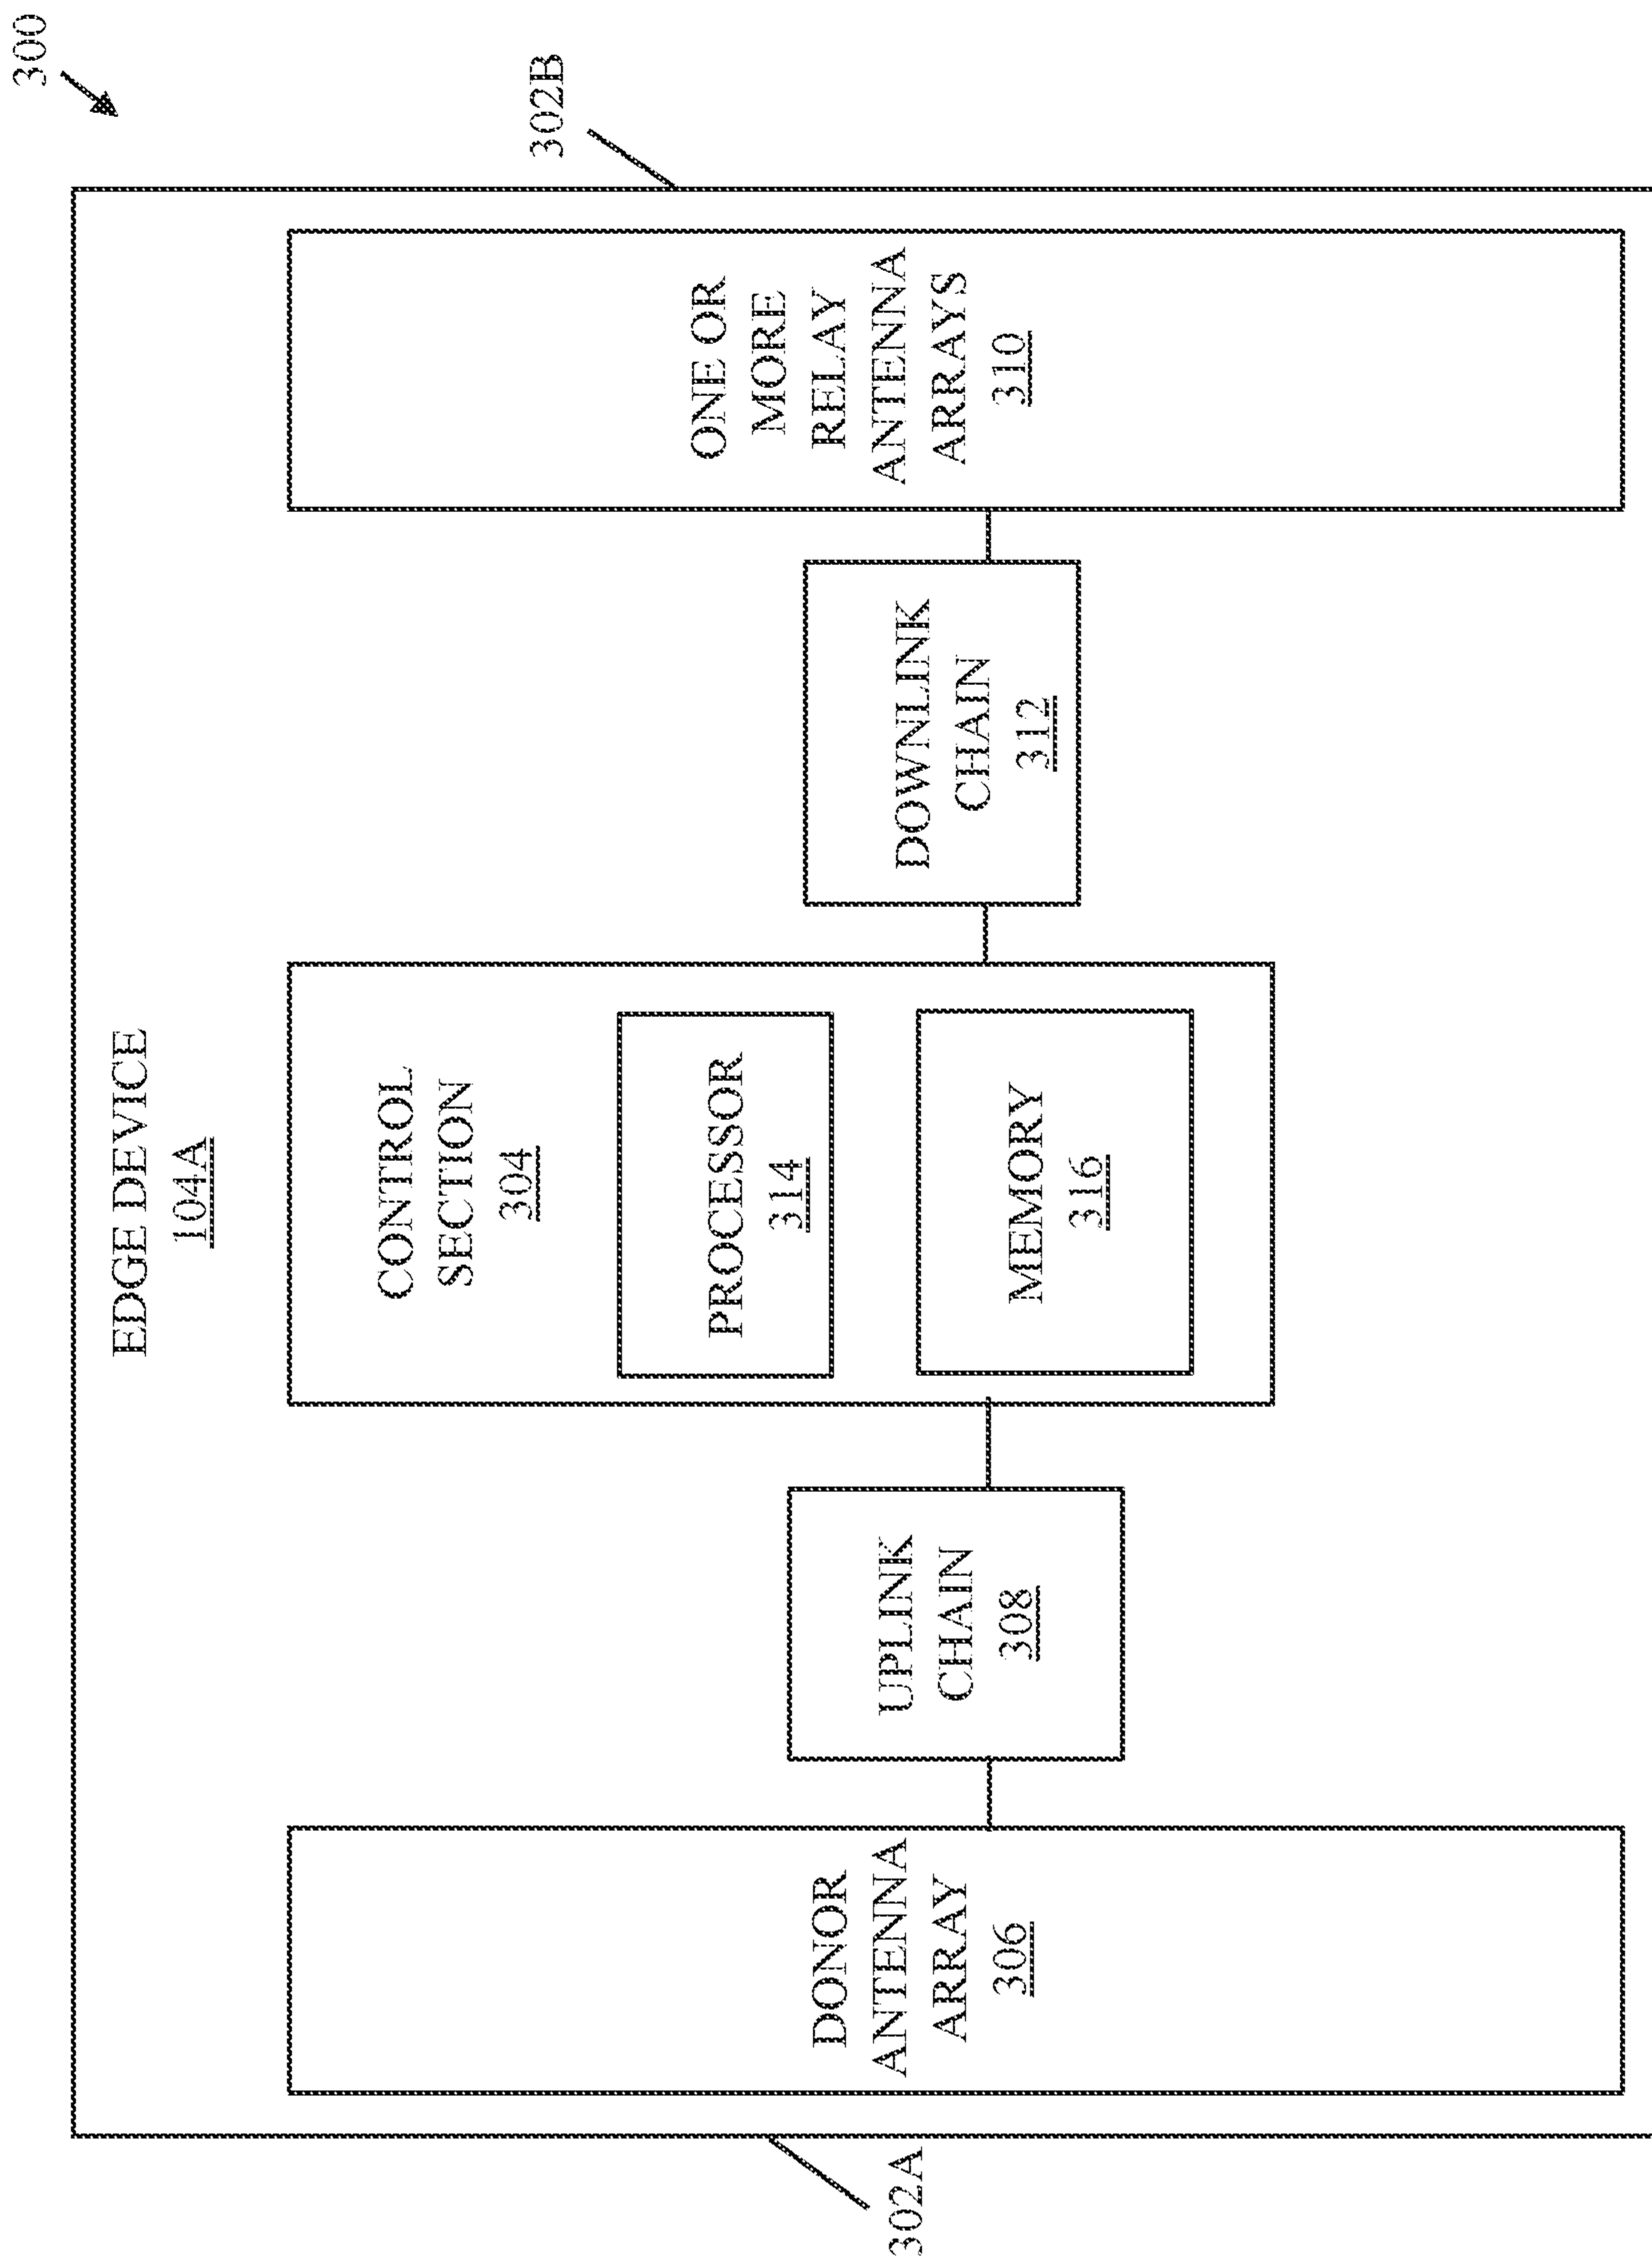 300
EDGE DEVICE
104A
302A
302B
DONOR
ANTENNA
ARRAY
306
UPLINK
CHAIN
308
CONTROL
SECTION
304
PROCESSOR
314
MEMORY
316
DOWNLINK
CHAIN
312
ONE OR
MORE
RELAY
ANTENNA
ARRAYS
310